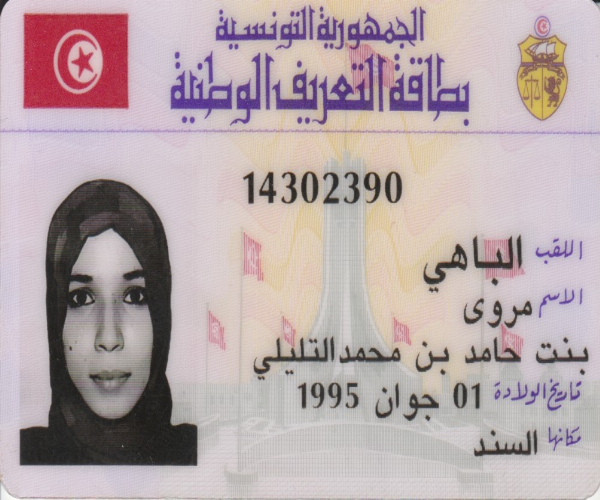 الجمهورية التونسية
بطاقة التعريف الوطنية
14302390
اللقب الباهي
الاسم مروى
بنت حامد بن محمد التليلي
تاريخ الولادة 01 جوان 1995
مكانها السند